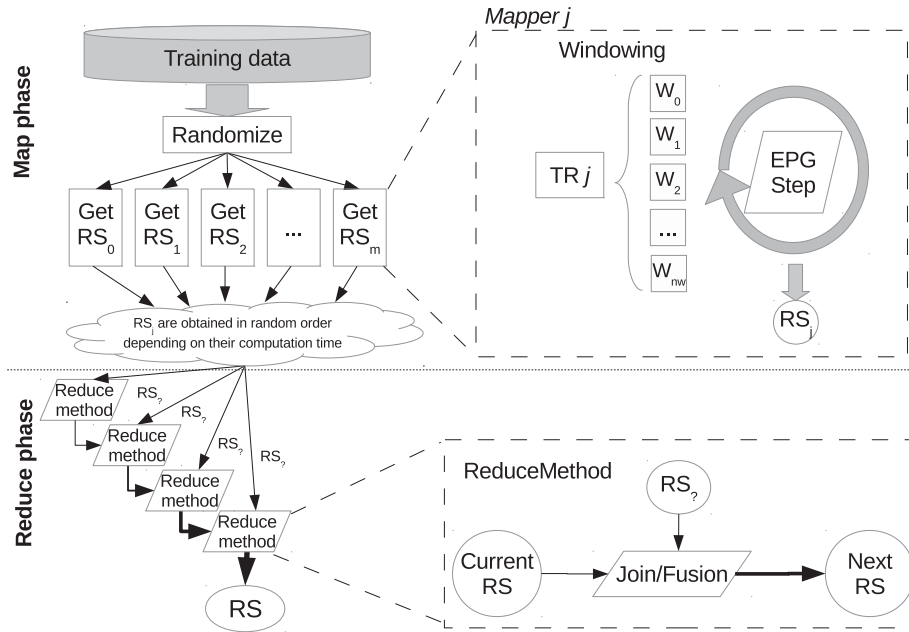 Map phase
Training data
Randomize
Get
RS0
Get
RS1
Get
RS2
...
Get
RSm
RSi are obtained in random order
depending on their computation time
Mapper j
Windowing
TR j
W0
W1
W2
...
Wnw
EPG
Step
RSj
Reduce phase
Reduce
method
RS?
Reduce
method
RS?
Reduce
method
RS?
Reduce
method
RS?
RS
ReduceMethod
RS?
Current
RS
Join/Fusion
Next
RS